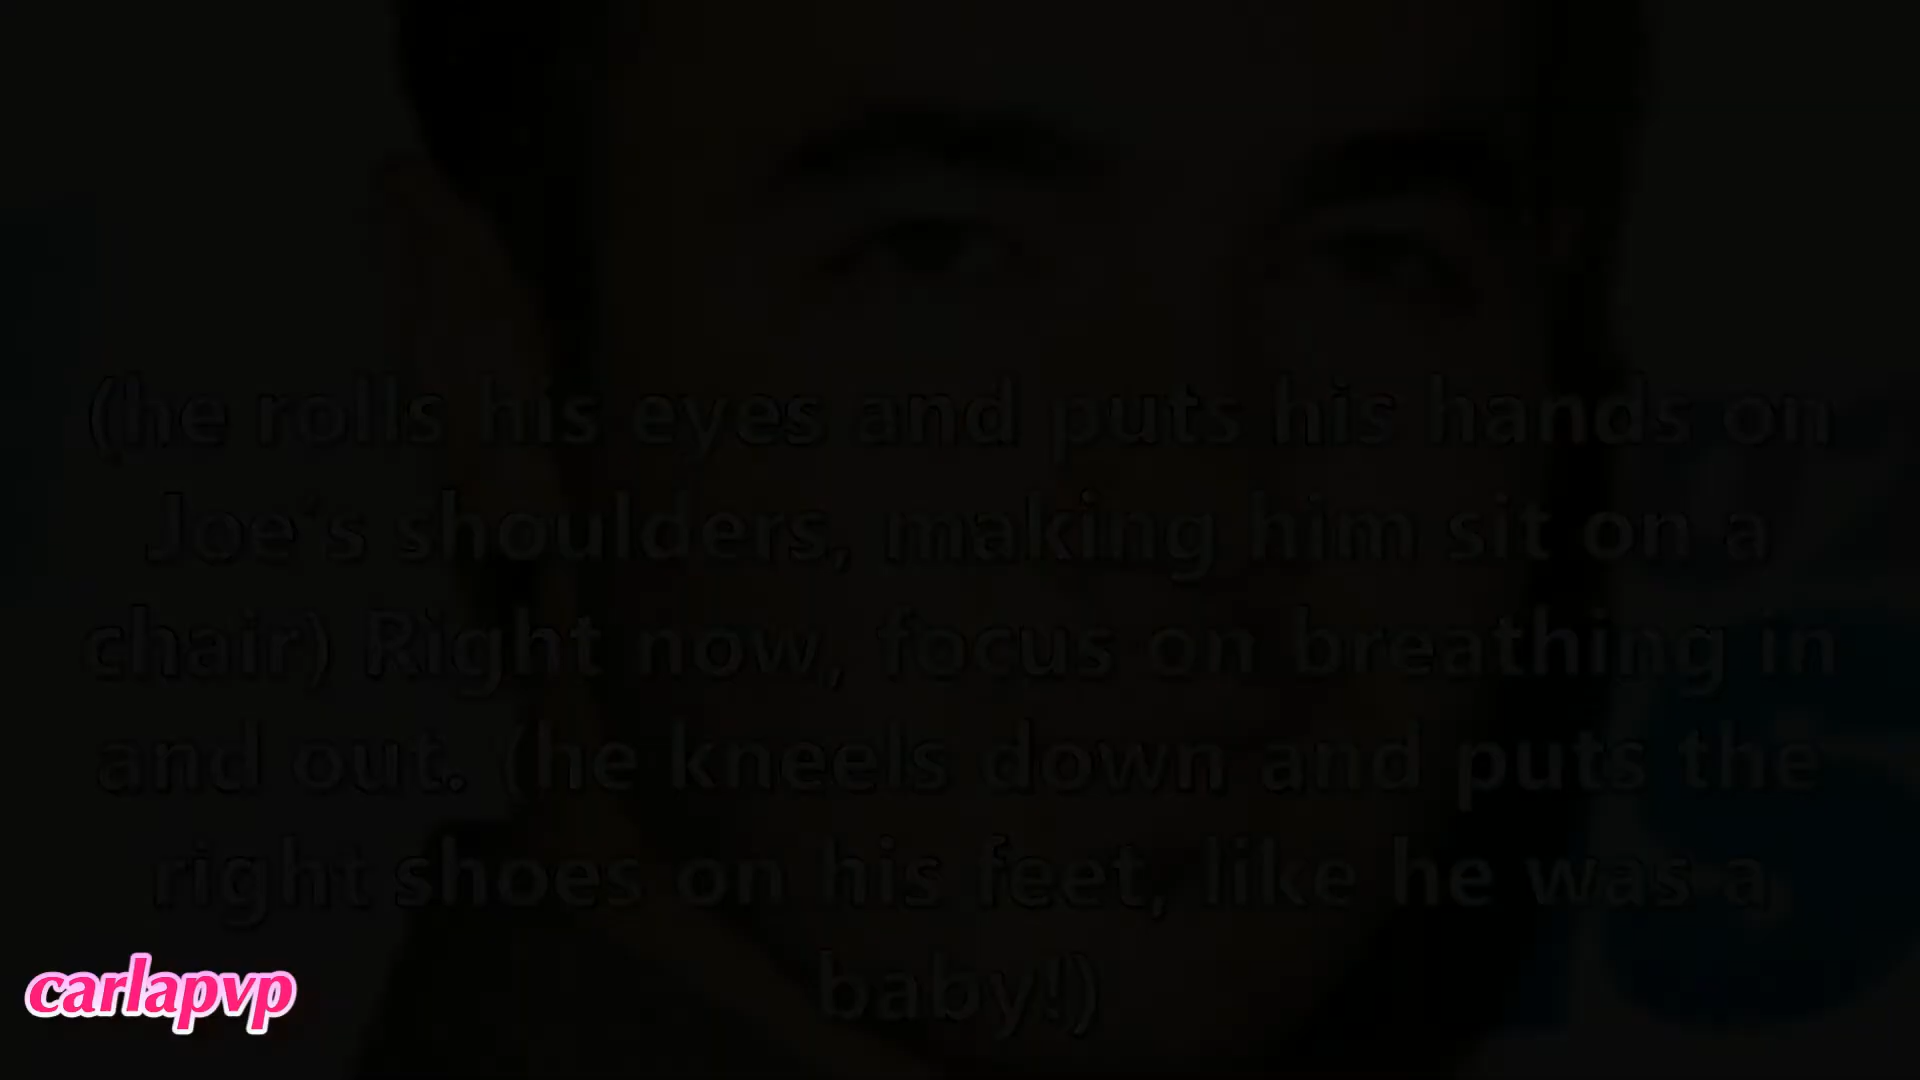 (he rolls his eyes and puts his hands on
Joe's shoulders, making him sit on a
chair) Right now, focus on breathing in
and out. (he kneels down and puts the
right shoes on his feet, like he was a
baby!)
carlapvp